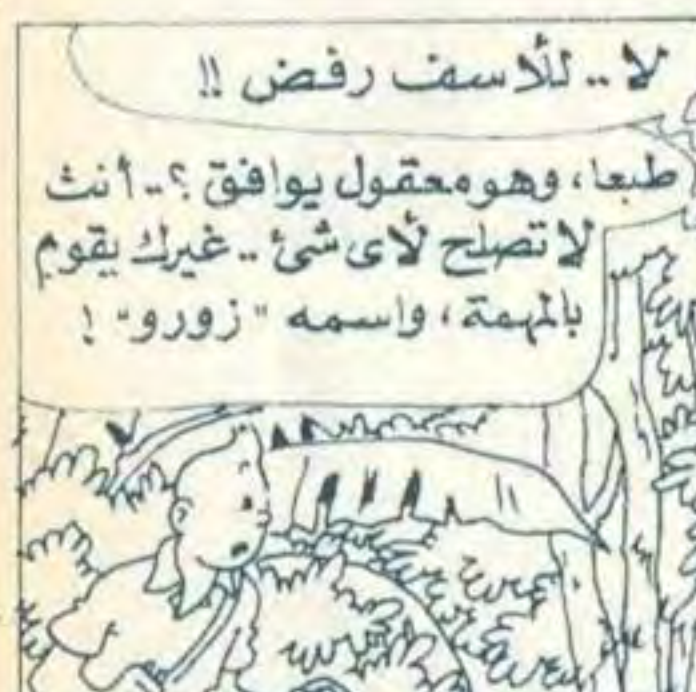 لا .. للأسف رفض !!
طبعا، وهو معقول يوافق ؟.. أنت
لا تصلح لأى شئ .. غيرك يقوم
بالمهمة، واسمه "زورو" !